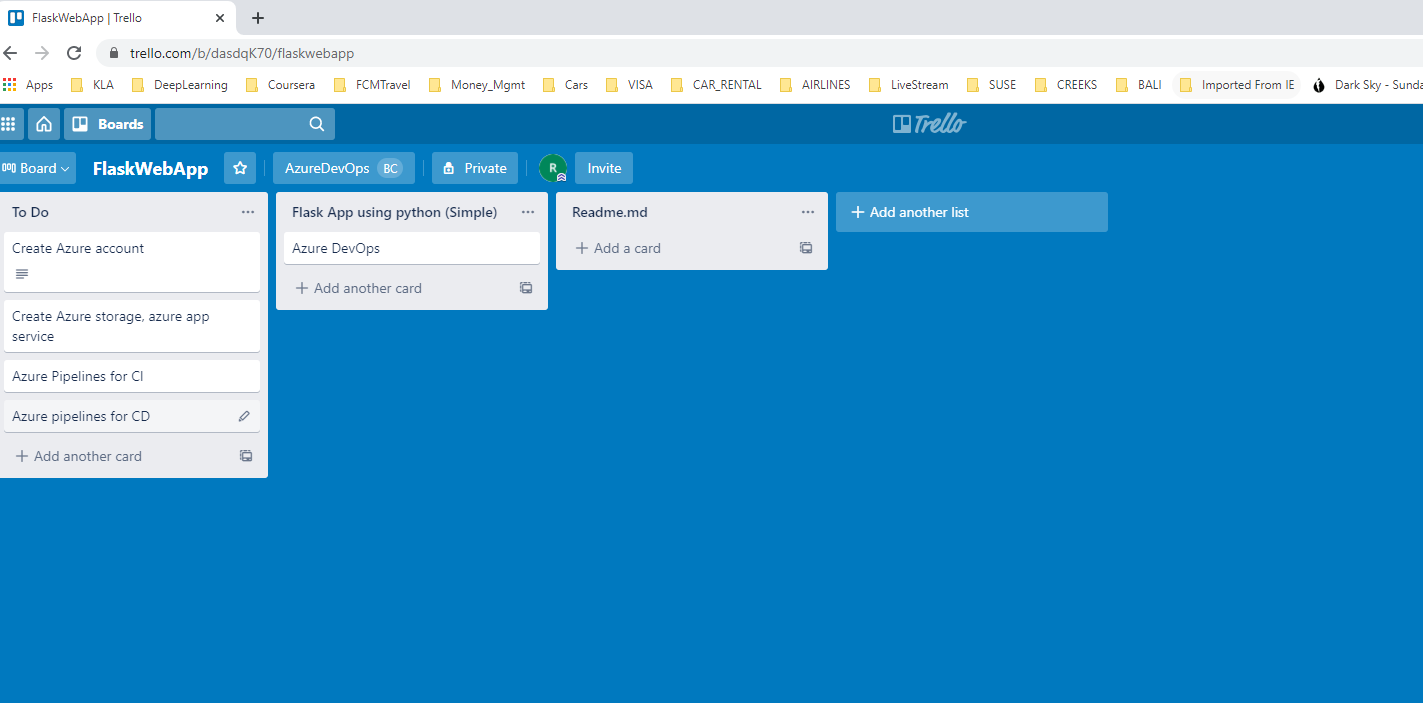 FlaskWebApp | Trello
trello.com/b/dasdqK70/flaskwebapp
Apps KLA DeepLearning Coursera FCMTravel Money_Mgmt Cars VISA CAR_RENTAL AIRLINES LiveStream SUSE CREEKS BALI Imported From IE Dark Sky - Sunda
Boards Trello
Board FlaskWebApp AzureDevOps BC Private R Invite
To Do
Create Azure account
Create Azure storage, azure app
service
Azure Pipelines for CI
Azure pipelines for CD
+ Add another card
Flask App using python (Simple)
Azure DevOps
+ Add another card
Readme.md
+ Add a card
+ Add another list